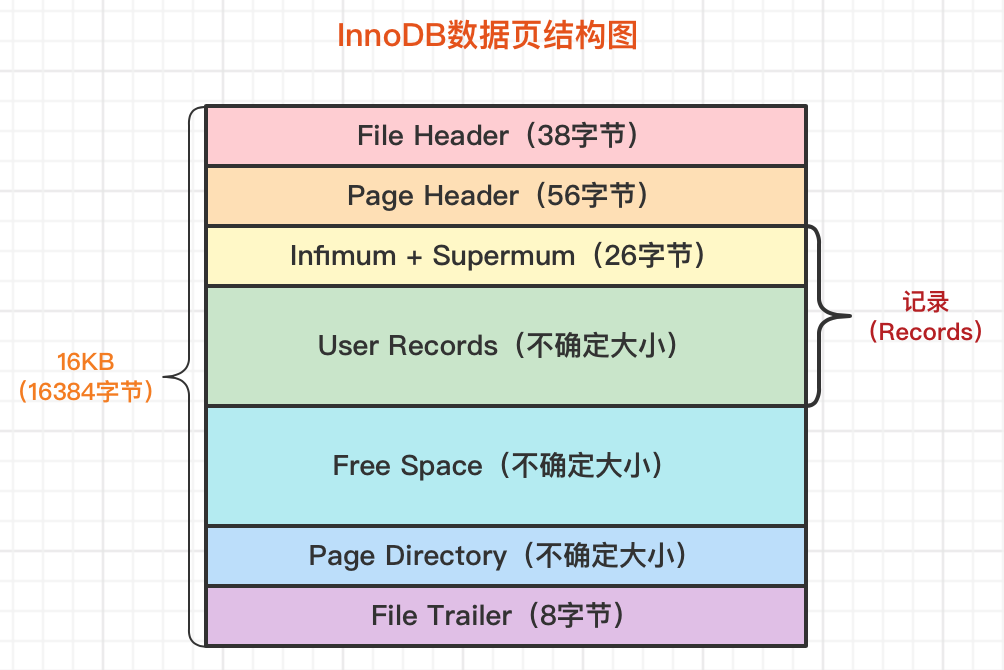 InnoDB数据页结构图
File Header（38字节）
Page Header（56字节）
Infimum + Supermum（26字节）
User Records（不确定大小）
记录
（Records）
16KB
（16384字节）
Free Space（不确定大小）
Page Directory（不确定大小）
File Trailer（8字节）